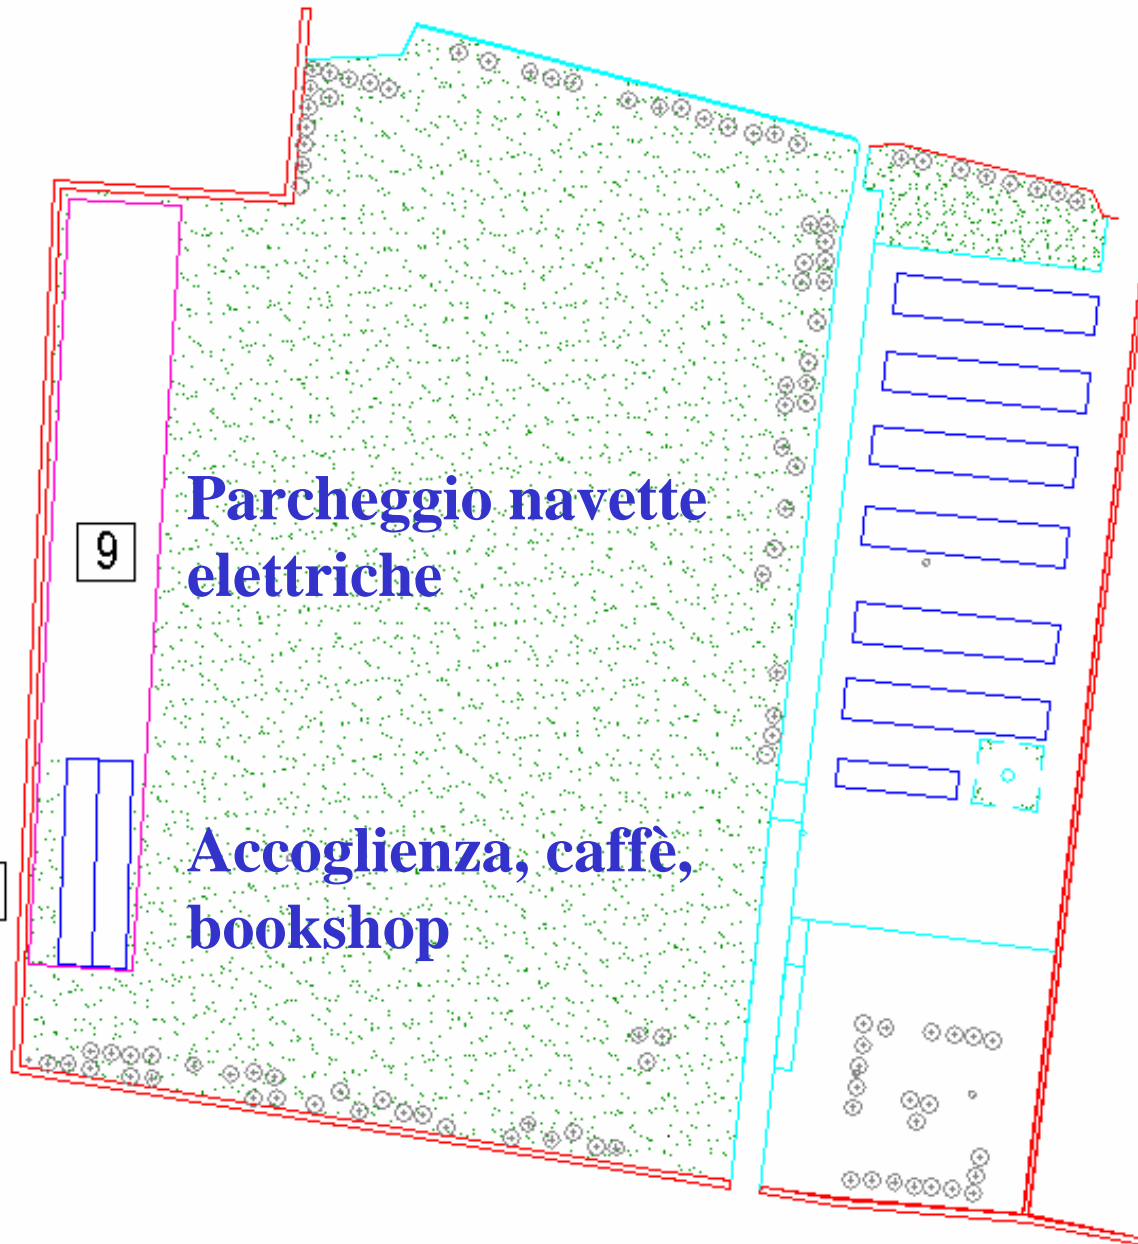 Parcheggio navette
elettriche
9
Accoglienza, caffè,
bookshop